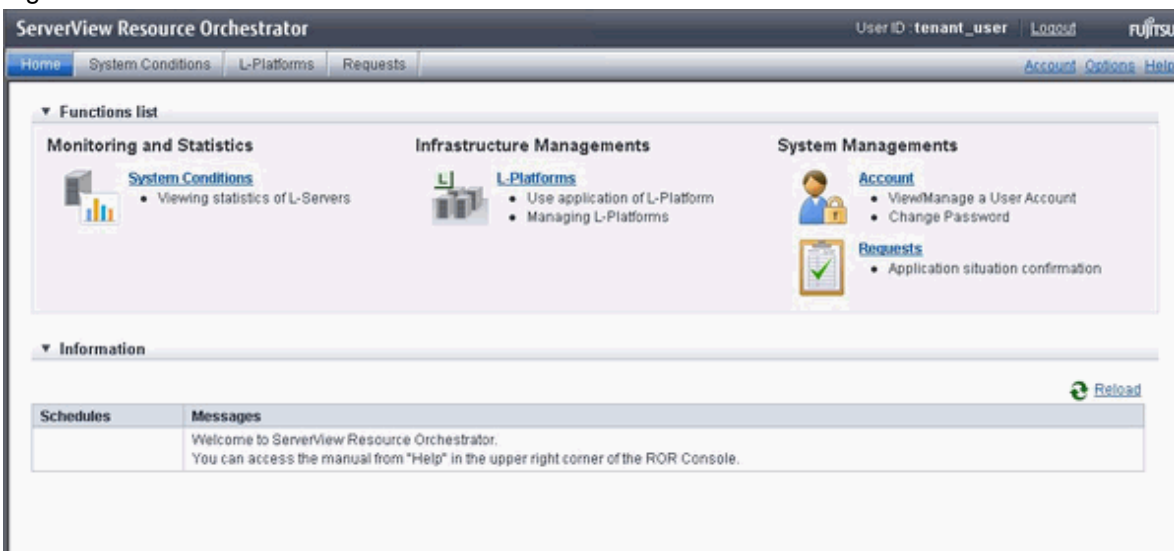 ServerView Resource Orchestrator User ID : tenant_user Logout FUJITSU
Home System Conditions L-Platforms Requests Account Options Help
▼ Functions list
Monitoring and Statistics
System Conditions
• Viewing statistics of L-Servers
Infrastructure Managements
L-Platforms
• Use application of L-Platform
• Managing L-Platforms
System Managements
Account
• View/Manage a User Account
• Change Password
Requests
• Application situation confirmation
▼ Information
Reload
Schedules Messages
Welcome to ServerView Resource Orchestrator.
You can access the manual from "Help" in the upper right corner of the ROR Console.